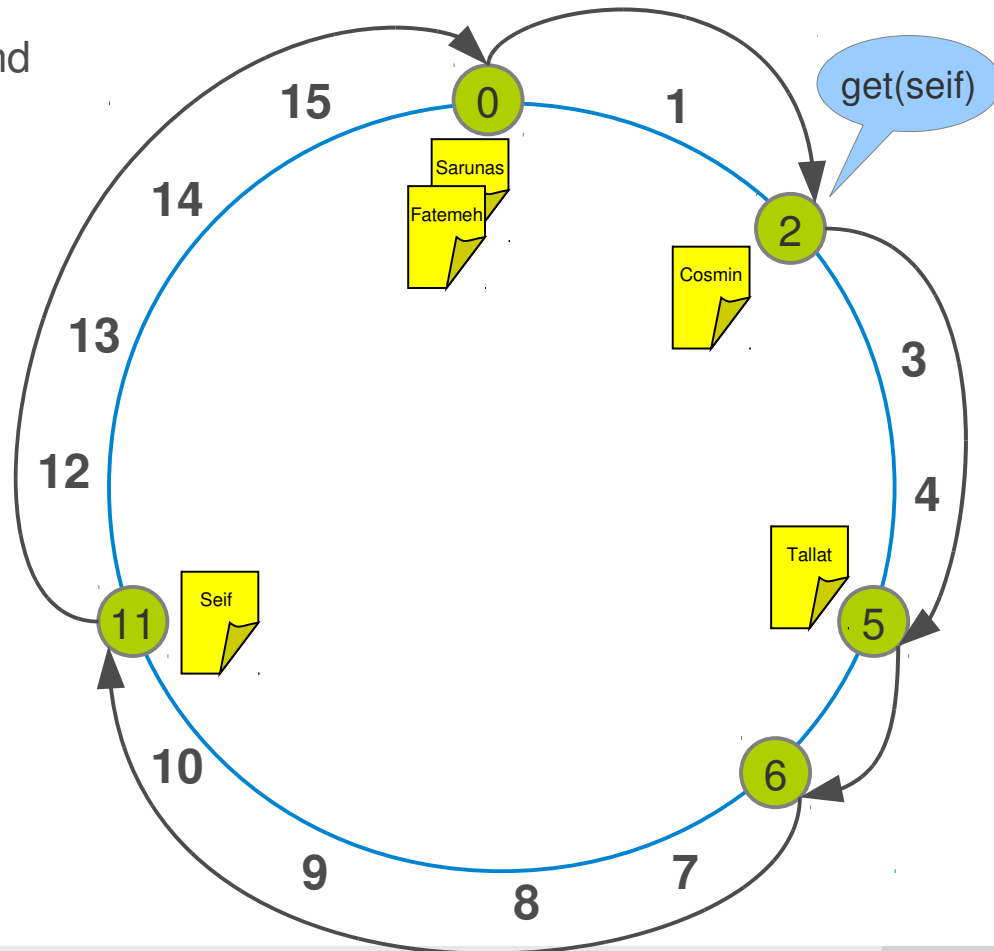 nd
15
0
1
get(seif)
14
Sarunas
Fatemeh
2
Cosmin
13
3
12
4
Tallat
Seif
11
5
10
6
9
7
8